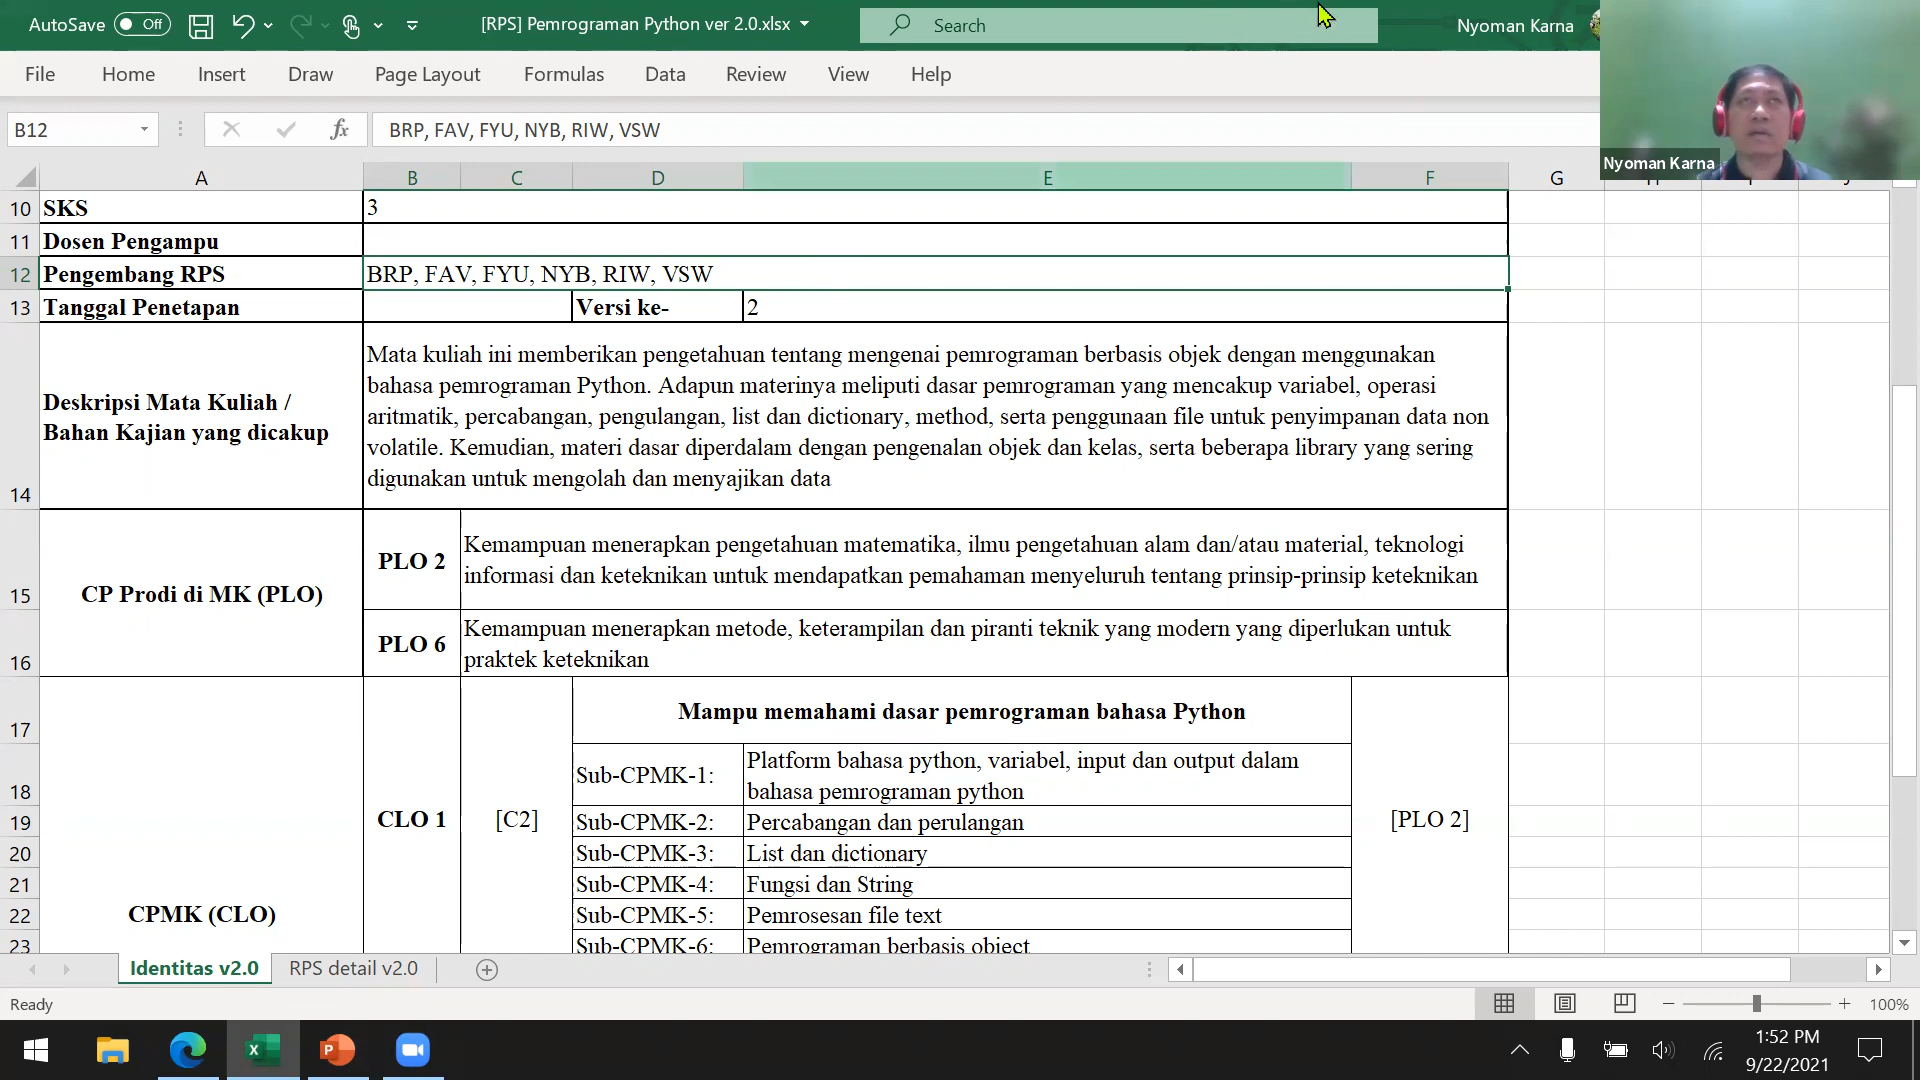 AutoSave Off [RPS] Pemrograman Python ver 2.0.xlsx Search Nyoman Karna
File Home Insert Draw Page Layout Formulas Data Review View Help
B12 fx BRP, FAV, FYU, NYB, RIW, VSW
Nyoman Karna
A B C D E F G
10 SKS 3
11 Dosen Pengampu
12 Pengembang RPS BRP, FAV, FYU, NYB, RIW, VSW
13 Tanggal Penetapan Versi ke- 2
14 Deskripsi Mata Kuliah /
Bahan Kajian yang dicakup
Mata kuliah ini memberikan pengetahuan tentang mengenai pemrograman berbasis objek dengan menggunakan
bahasa pemrograman Python. Adapun materinya meliputi dasar pemrograman yang mencakup variabel, operasi
aritmatik, percabangan, pengulangan, list dan dictionary, method, serta penggunaan file untuk penyimpanan data non
volatile. Kemudian, materi dasar diperdalam dengan pengenalan objek dan kelas, serta beberapa library yang sering
digunakan untuk mengolah dan menyajikan data
CP Prodi di MK (PLO)
15 PLO 2 Kemampuan menerapkan pengetahuan matematika, ilmu pengetahuan alam dan/atau material, teknologi
informasi dan keteknikan untuk mendapatkan pemahaman menyeluruh tentang prinsip-prinsip keteknikan
16 PLO 6 Kemampuan menerapkan metode, keterampilan dan piranti teknik yang modern yang diperlukan untuk
praktek keteknikan
17 Mampu memahami dasar pemrograman bahasa Python
18 Sub-CPMK-1: Platform bahasa python, variabel, input dan output dalam
bahasa pemrograman python
CLO 1 [C2] [PLO 2]
19 Sub-CPMK-2: Percabangan dan perulangan
20 Sub-CPMK-3: List dan dictionary
21 Sub-CPMK-4: Fungsi dan String
CPMK (CLO)
22 Sub-CPMK-5: Pemrosesan file text
23 Sub-CPMK-6: Pemrograman berbasis object
Identitas v2.0 RPS detail v2.0
Ready 100%
1:52 PM
9/22/2021